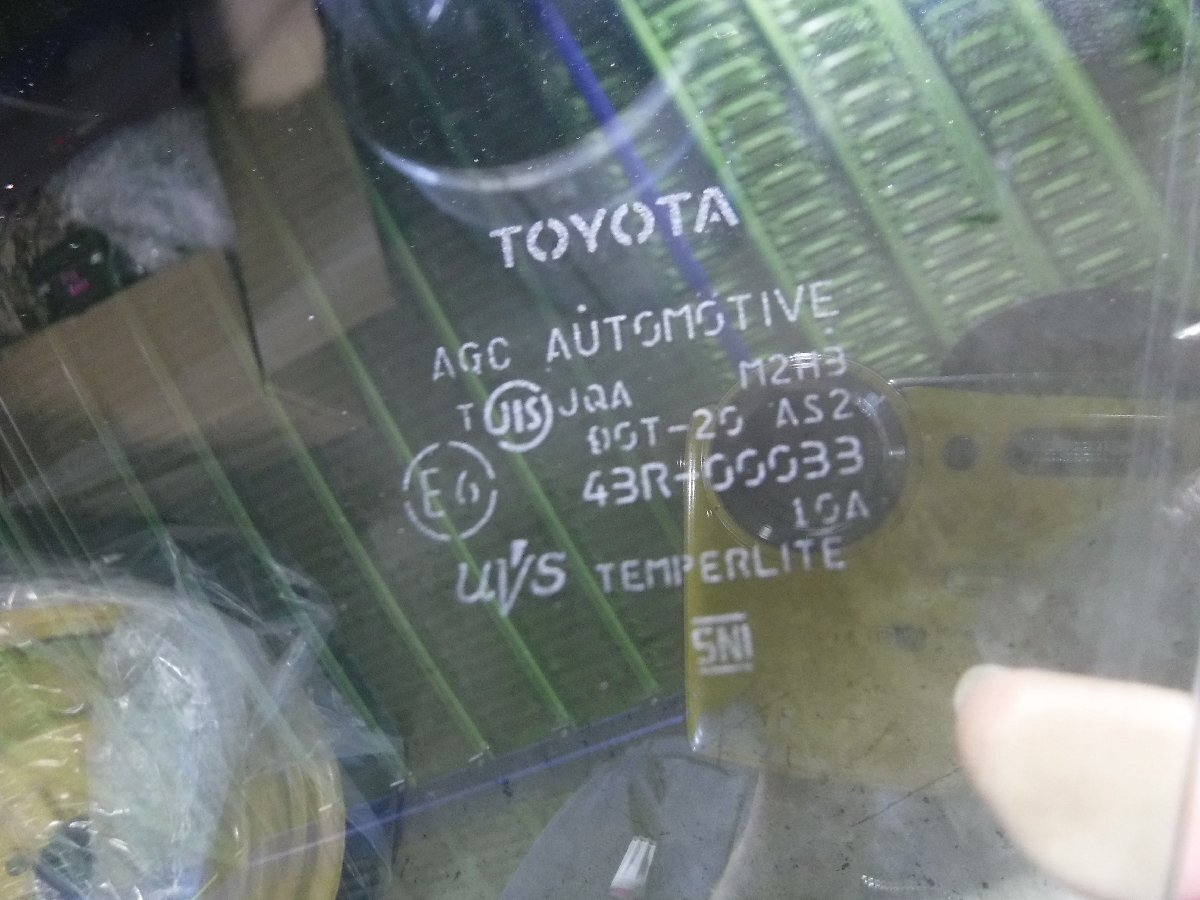 TOYOTA
AGC AUTOMOTIVE
M2H3
T JIS JQA
DOT-20 AS2
E6 43R-00033
10A
UVS TEMPERLITE
SNI